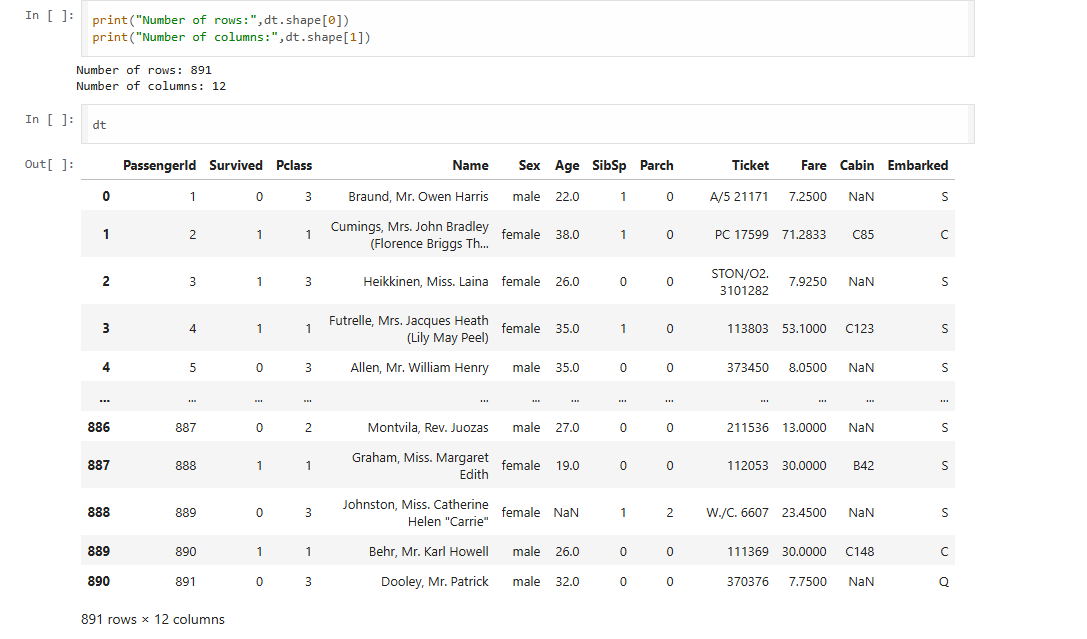 In [ ]: print("Number of rows:",dt.shape[0])
print("Number of columns:",dt.shape[1])
Number of rows: 891
Number of columns: 12
In [ ]: dt
Out[ ]: PassengerId Survived Pclass Name Sex Age SibSp Parch Ticket Fare Cabin Embarked
0 1 0 3 Braund, Mr. Owen Harris male 22.0 1 0 A/5 21171 7.2500 NaN S
1 2 1 1 Cumings, Mrs. John Bradley (Florence Briggs Th... female 38.0 1 0 PC 17599 71.2833 C85 C
2 3 1 3 Heikkinen, Miss. Laina female 26.0 0 0 STON/O2. 3101282 7.9250 NaN S
3 4 1 1 Futrelle, Mrs. Jacques Heath (Lily May Peel) female 35.0 1 0 113803 53.1000 C123 S
4 5 0 3 Allen, Mr. William Henry male 35.0 0 0 373450 8.0500 NaN S
... ... ... ... ... ... ... ... ... ... ... ... ...
886 887 0 2 Montvila, Rev. Juozas male 27.0 0 0 211536 13.0000 NaN S
887 888 1 1 Graham, Miss. Margaret Edith female 19.0 0 0 112053 30.0000 B42 S
888 889 0 3 Johnston, Miss. Catherine Helen "Carrie" female NaN 1 2 W./C. 6607 23.4500 NaN S
889 890 1 1 Behr, Mr. Karl Howell male 26.0 0 0 111369 30.0000 C148 C
890 891 0 3 Dooley, Mr. Patrick male 32.0 0 0 370376 7.7500 NaN Q
891 rows × 12 columns